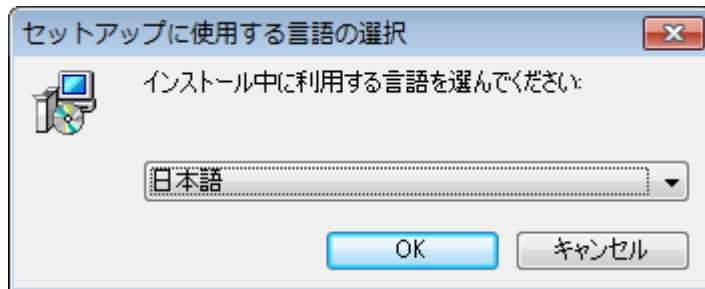 セットアップに使用する言語の選択
インストール中に利用する言語を選んでください:
日本語
OK
キャンセル